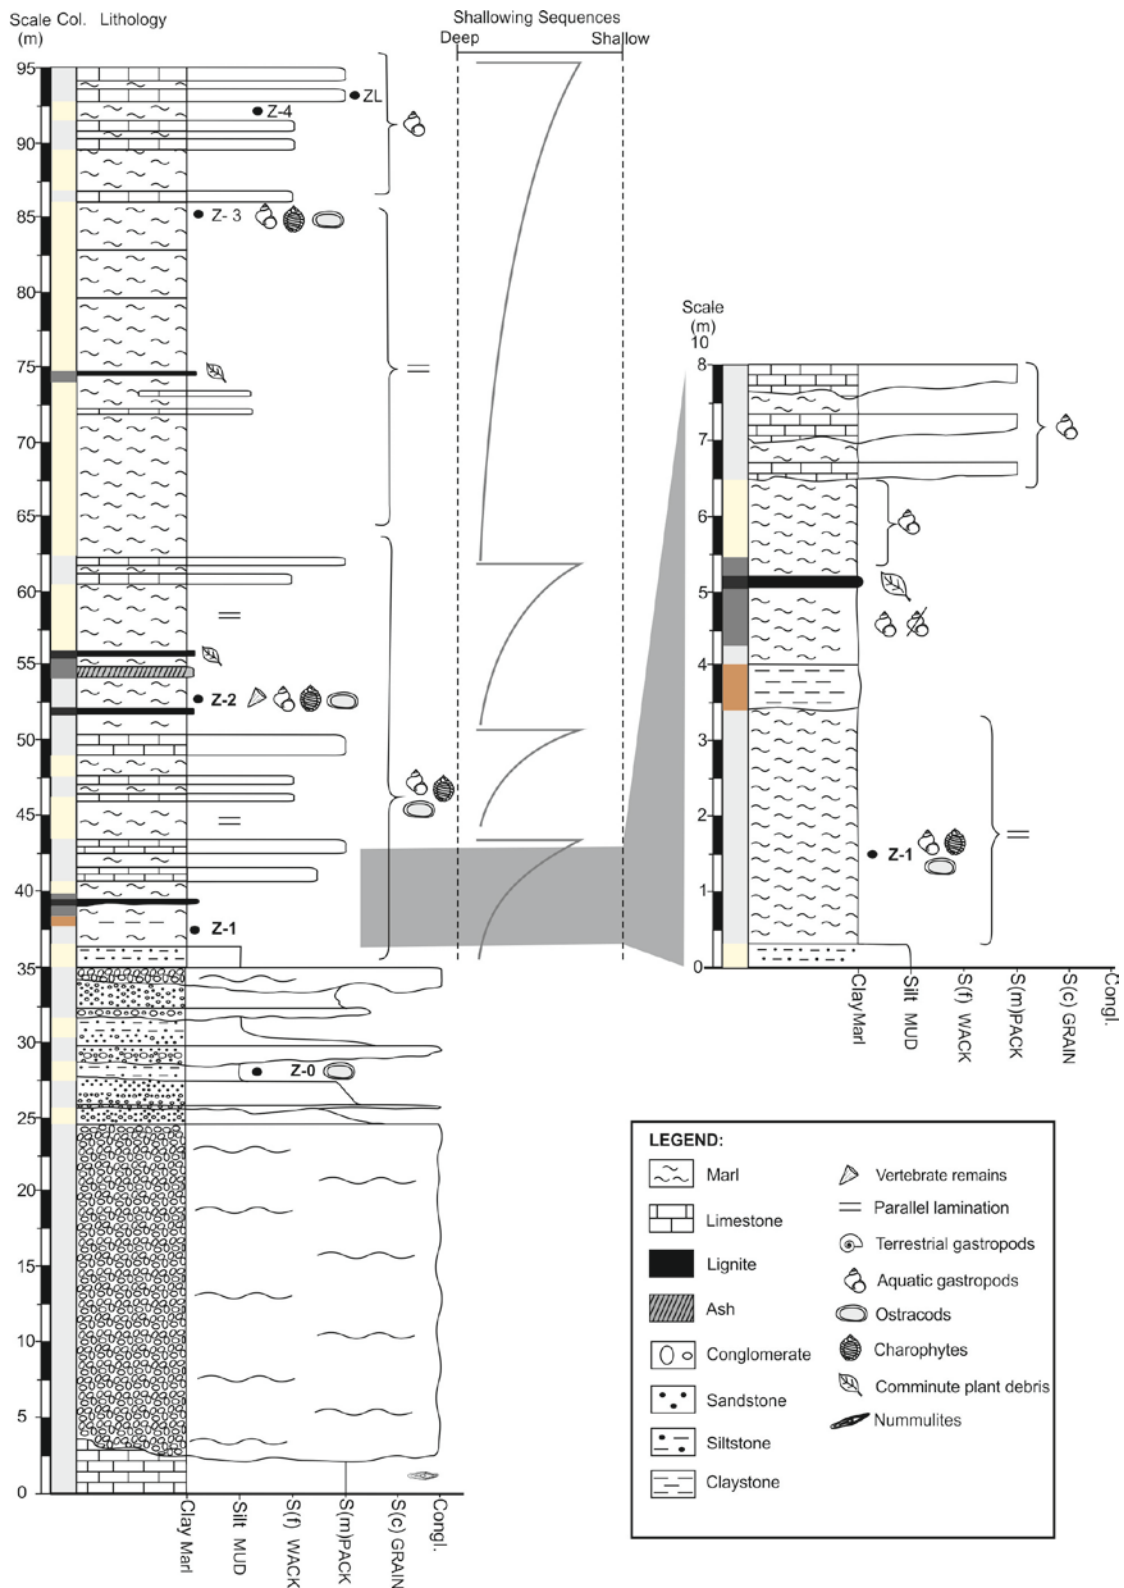 Scale Col. Lithology
(m)
Shallowing Sequences
Deep
Shallow
95
ZL
Z-4
90
85
Z- 3
80
75
70
65
60
55
Z-2
50
45
40
Z-1
35
30
Z-0
25
20
15
10
5
0
Clay Marl
Silt MUD
S(f) WACK
S(m)PACK
S(c) GRAIN
Congl.
Scale
(m)
10
8
7
6
5
4
3
2
Z-1
1
0
Clay Marl
Silt MUD
S(f) WACK
S(m)PACK
S(c) GRAIN
Congl.
LEGEND:
Marl
Limestone
Lignite
Ash
Conglomerate
Sandstone
Siltstone
Claystone
Vertebrate remains
Parallel lamination
Terrestrial gastropods
Aquatic gastropods
Ostracods
Charophytes
Comminute plant debris
Nummulites